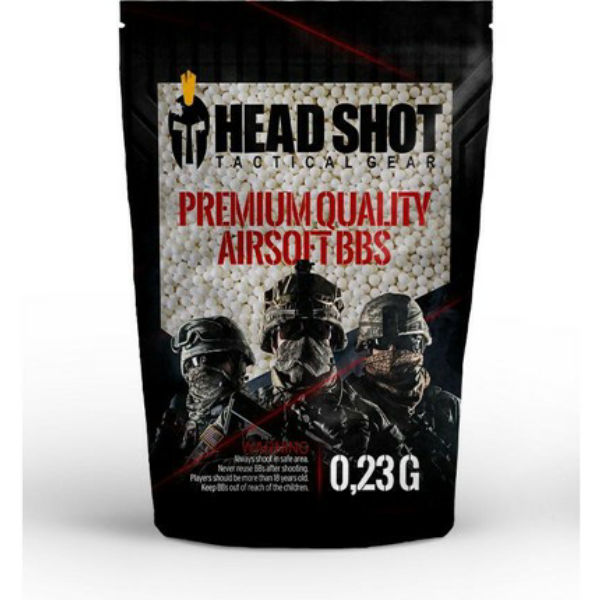 HEAD SHOT
TACTICAL GEAR
PREMIUM QUALITY
AIRSOFT BBS
WARNING
Always shoot in safe area.
Never reuse BBs after shooting.
Players should be more than 18 years old.
Keep BBs out of reach of the children.
0,23 G